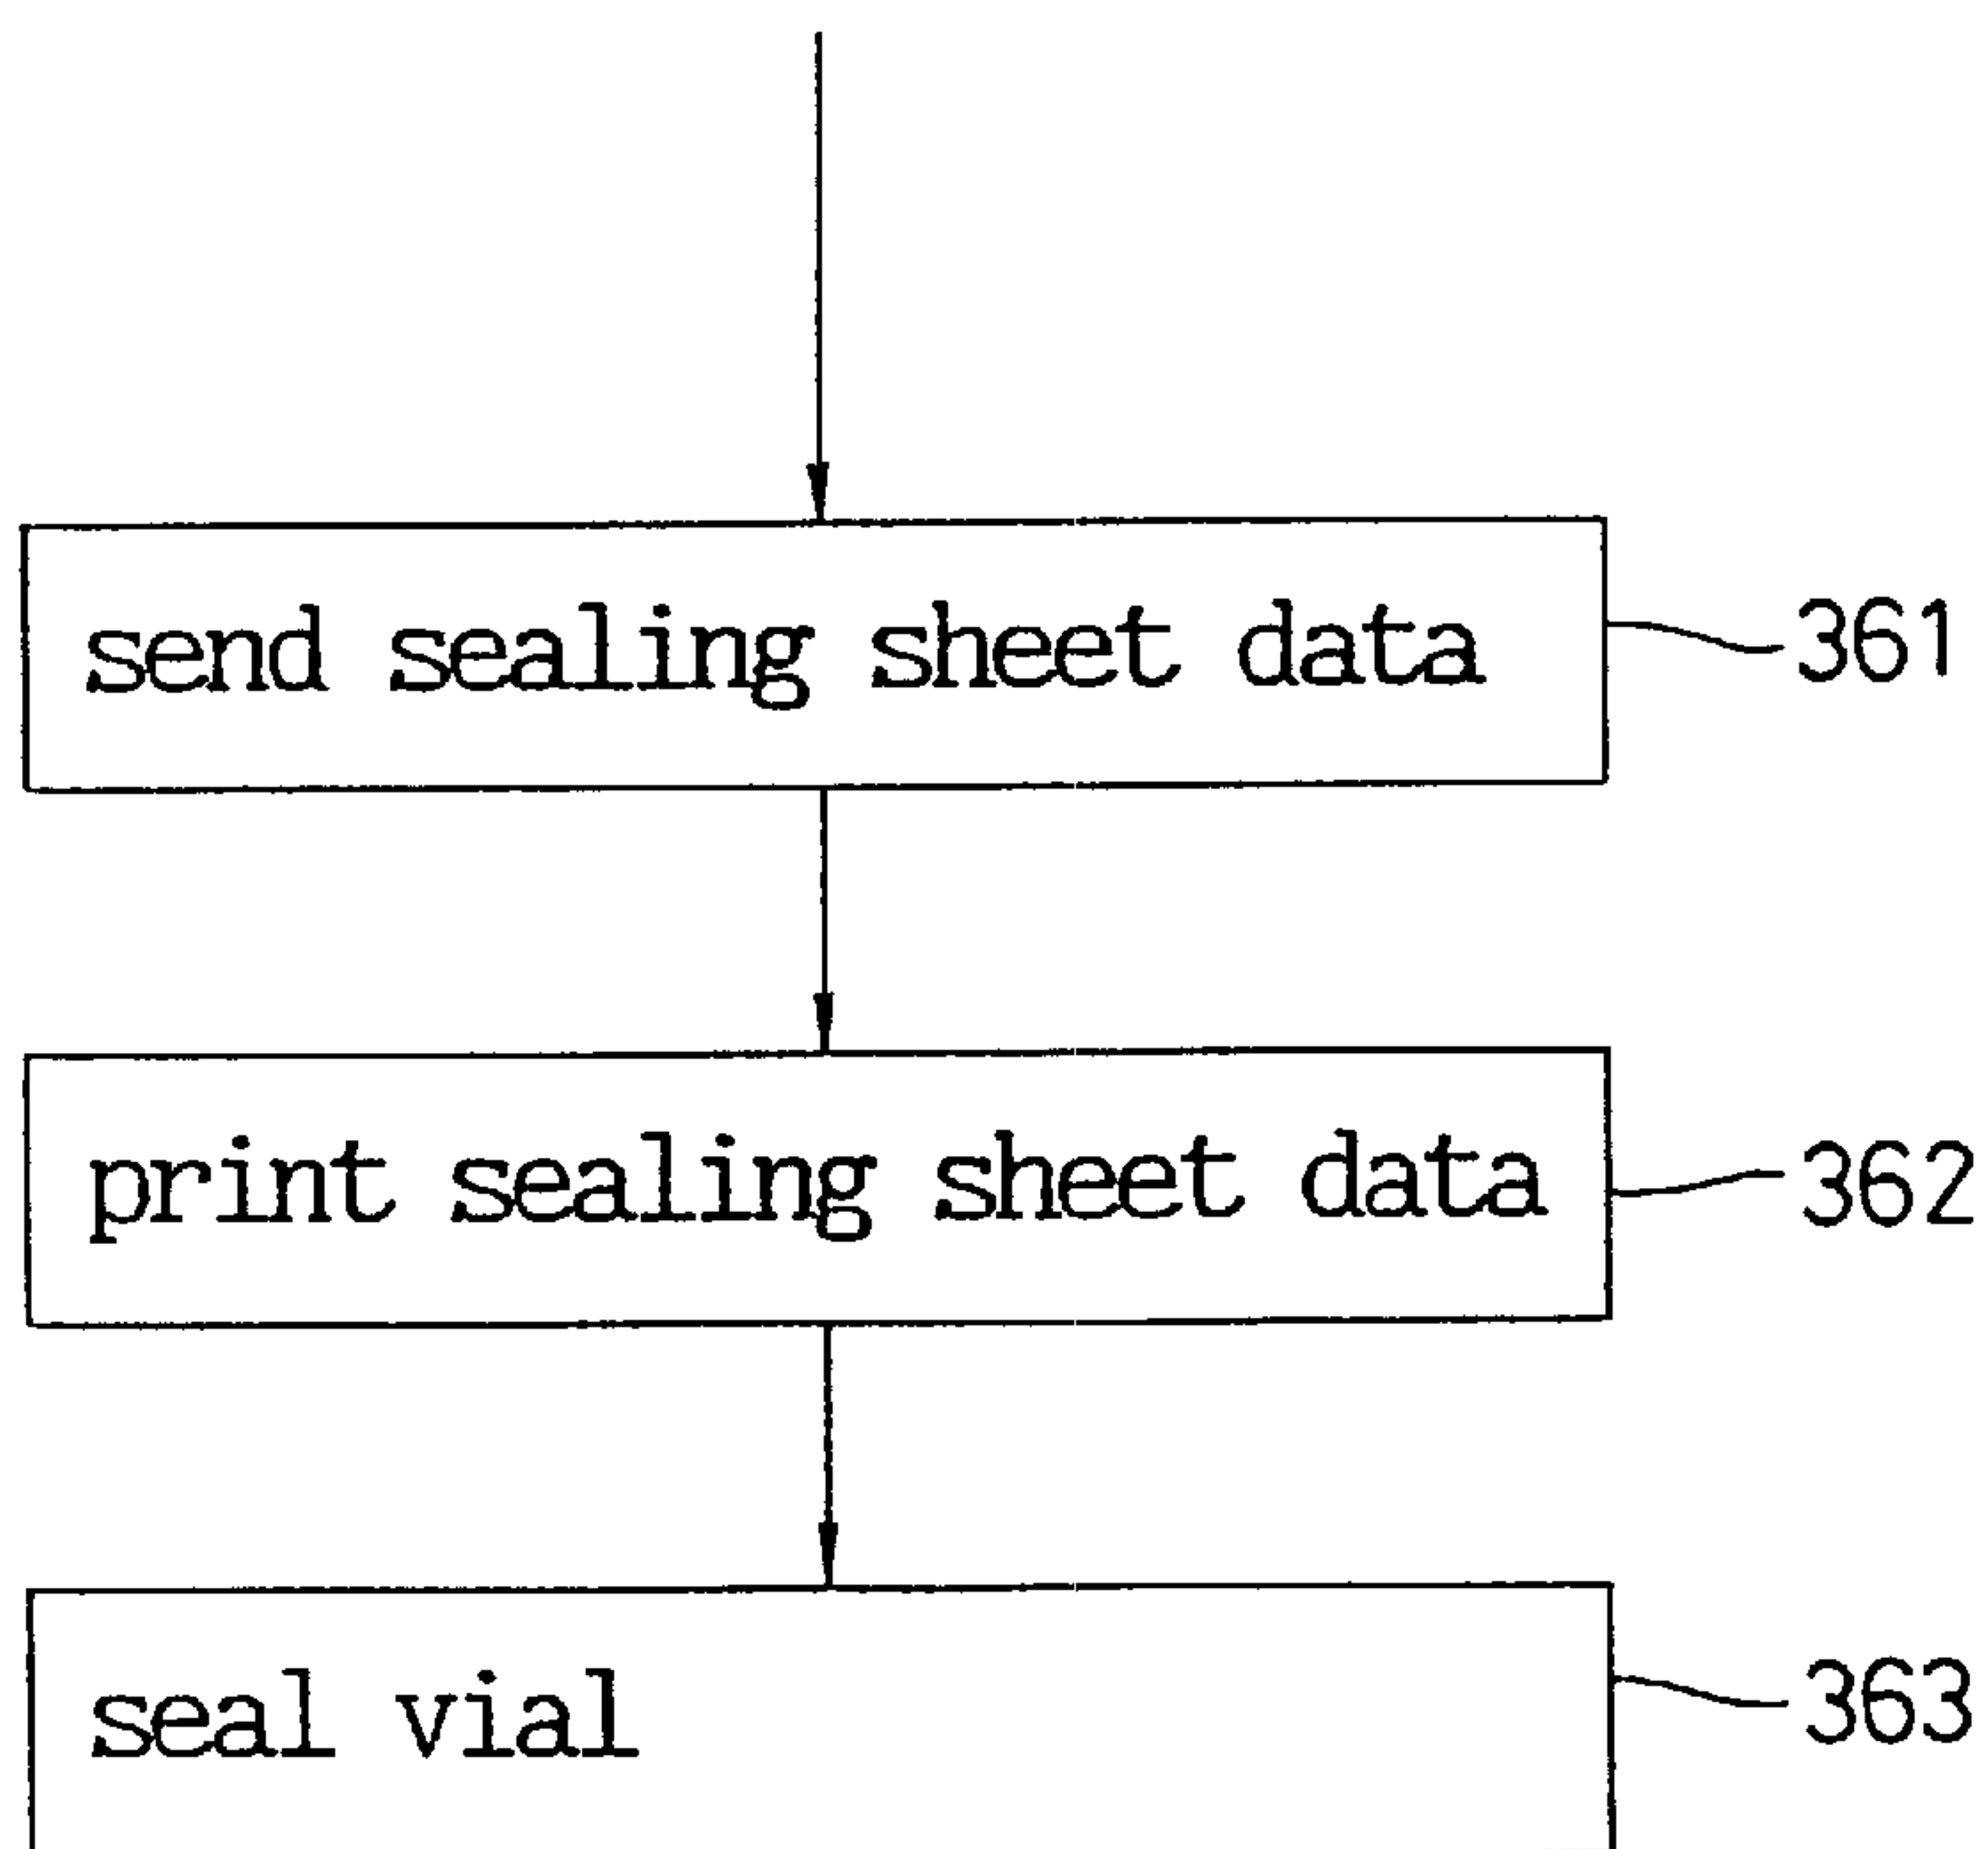 send sealing sheet data 361
print sealing sheet data 362
seal vial 363